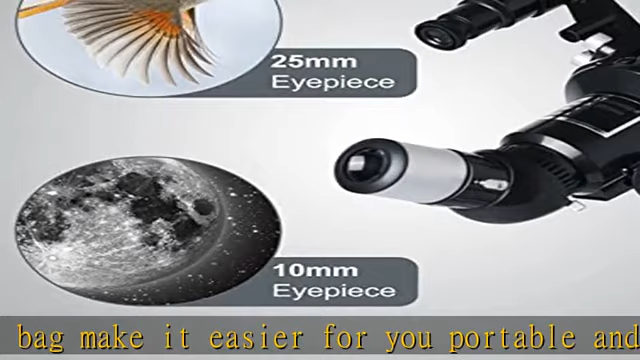 25mm
Eyepiece
10mm
Eyepiece
bag make it easier for you portable and